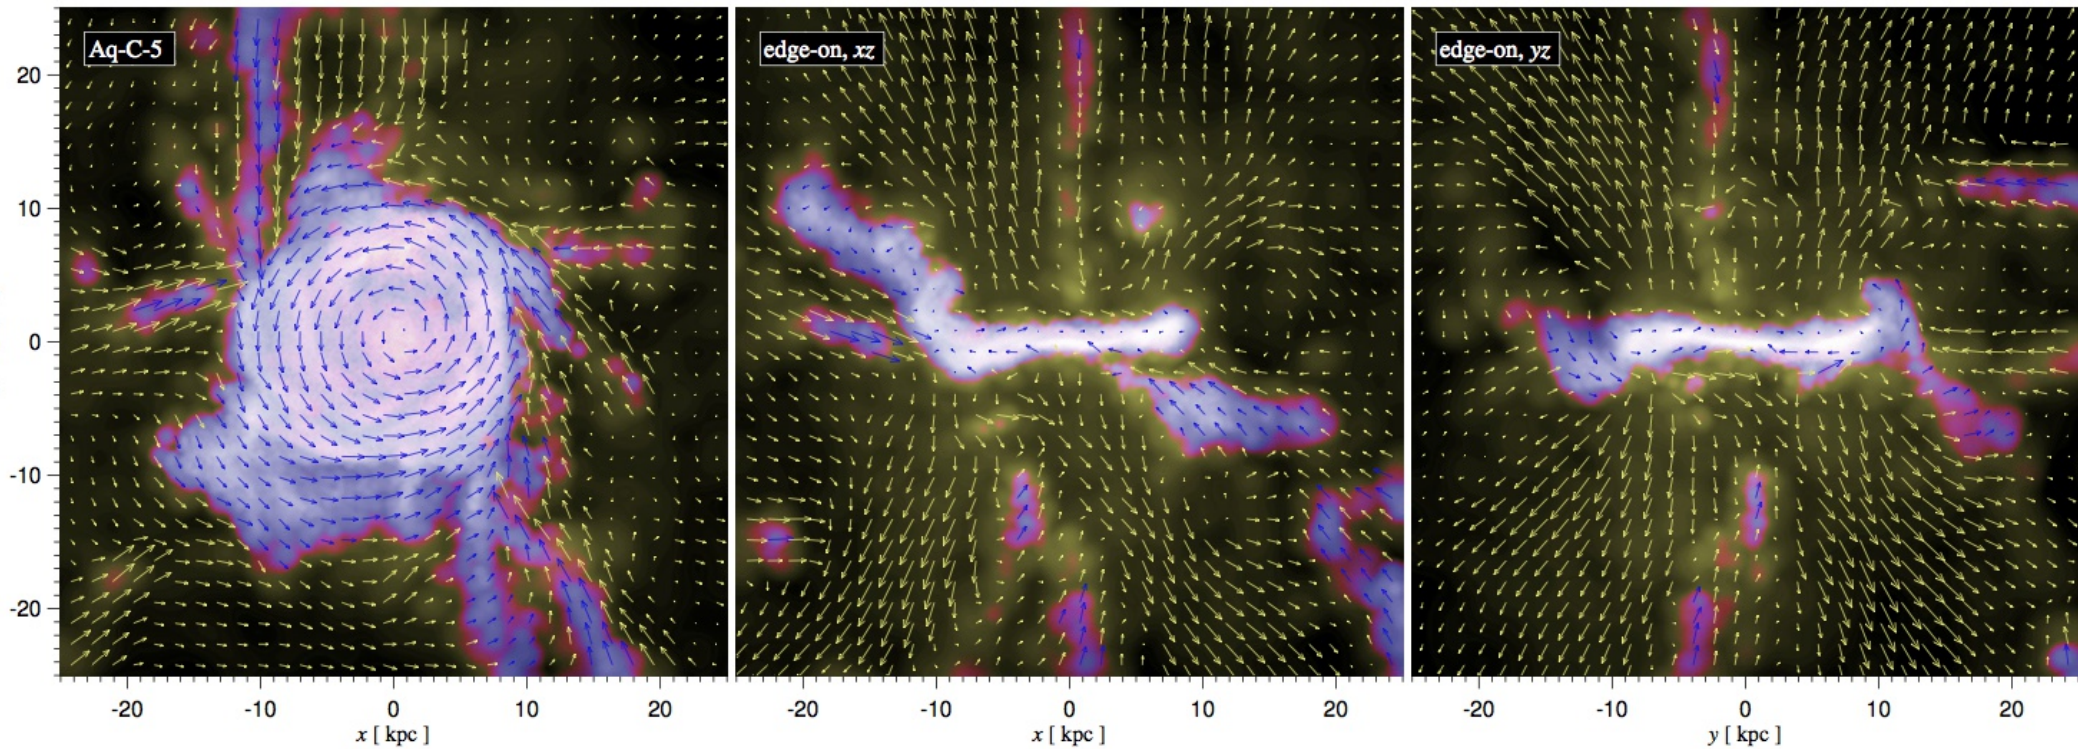 Aq-C-5
edge-on, xz
edge-on, yz
20
10
0
-10
-20
-20 -10 0 10 20
-20 -10 0 10 20
-20 -10 0 10 20
x [ kpc ]
x [ kpc ]
y [ kpc ]